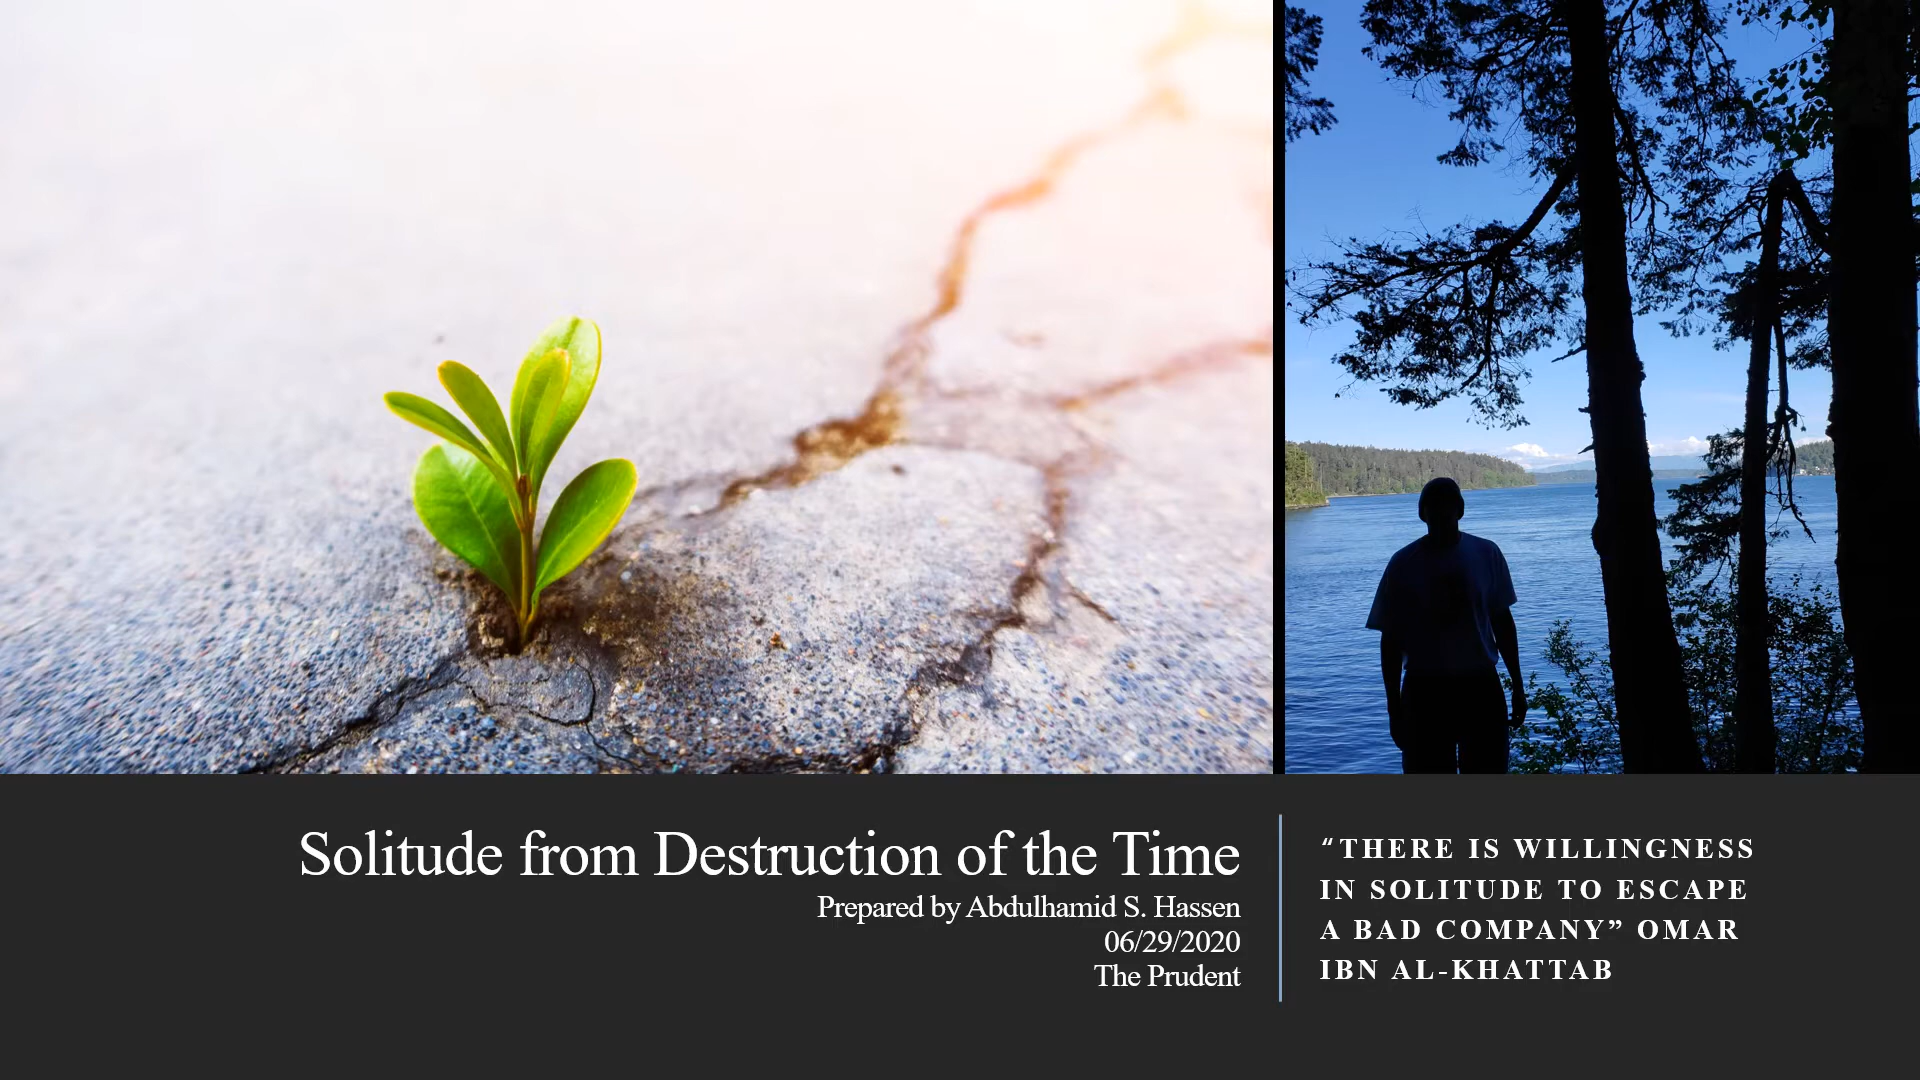 Solitude from Destruction of the Time
Prepared by Abdulhamid S. Hassen
06/29/2020
The Prudent
“THERE IS WILLINGNESS
IN SOLITUDE TO ESCAPE
A BAD COMPANY” OMAR
IBN AL-KHATTAB